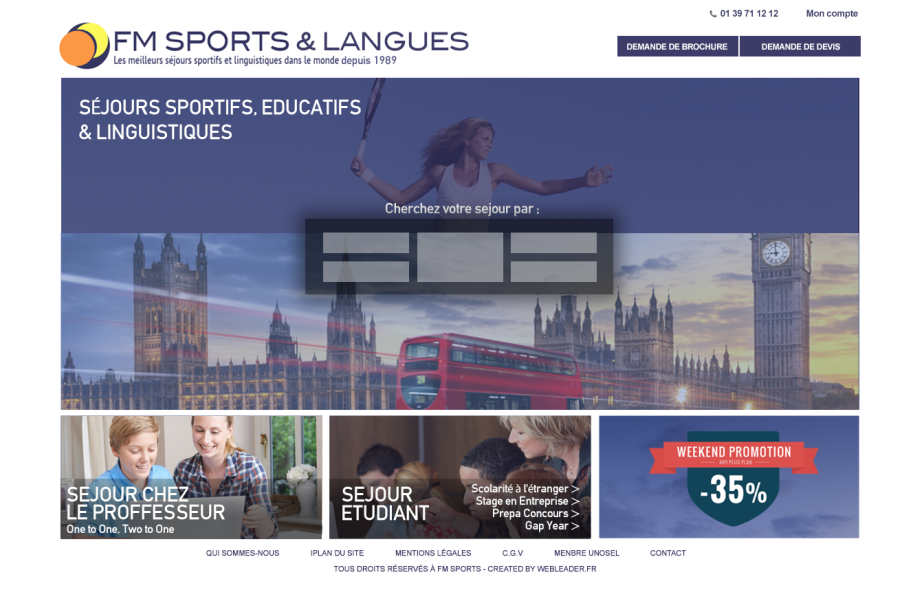 01 39 71 12 12 Mon compte
FM SPORTS & LANGUES
Les meilleurs séjours sportifs et linguistiques dans le monde depuis 1989
DEMANDE DE BROCHURE DEMANDE DE DEVIS
SÉJOURS SPORTIFS, EDUCATIFS
& LINGUISTIQUES
Cherchez votre sejour par :
SEJOUR CHEZ
LE PROFFESSEUR
One to One, Two to One
SEJOUR
ETUDIANT
Scolarité à l'étranger >
Stage en Entreprise >
Prepa Concours >
Gap Year >
WEEKEND PROMOTION
-35%
QUI SOMMES-NOUS IPLAN DU SITE MENTIONS LÉGALES C.G.V MENBRE UNOSEL CONTACT
TOUS DROITS RÉSERVÉS À FM SPORTS - CREATED BY WEBLEADER.FR